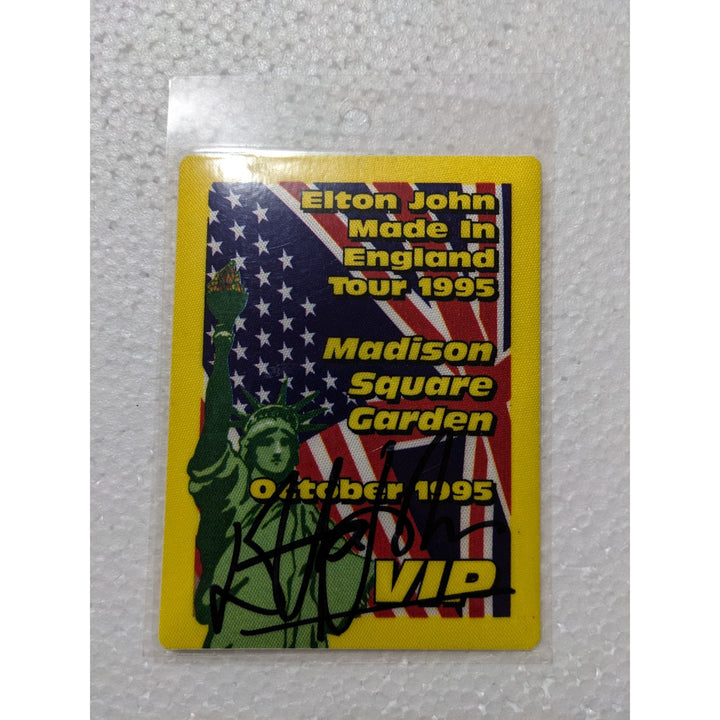 Elton John
Made In
England
Tour 1995
Madison
Square
Garden
October 1995
VIP